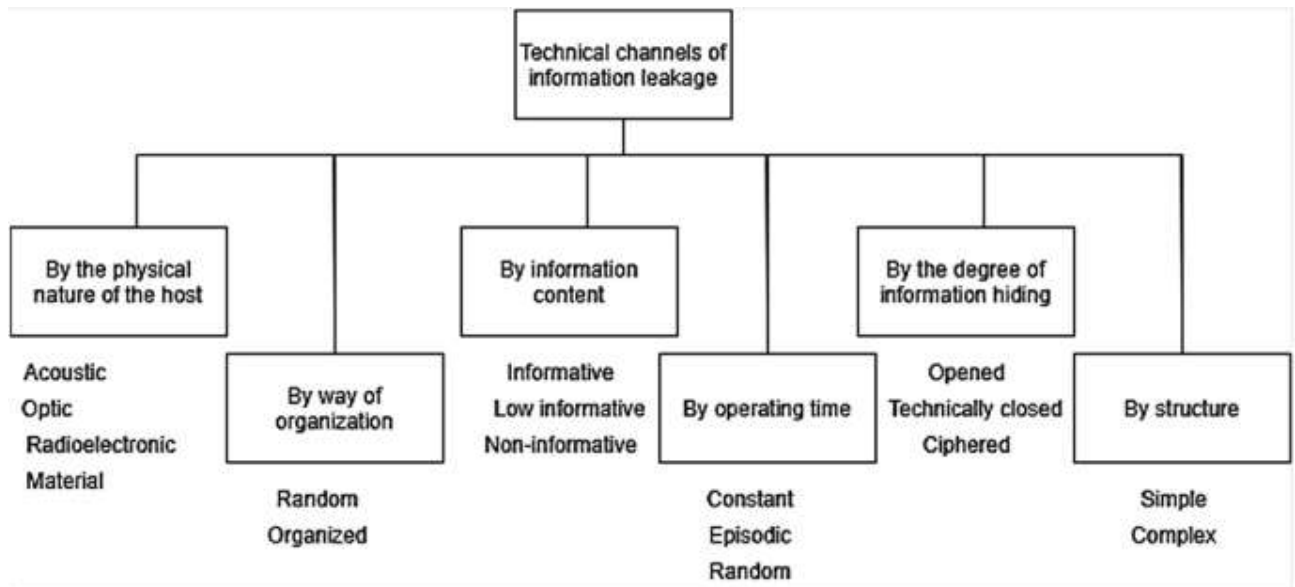 Technical channels of
information leakage
By the physical
nature of the host
Acoustic
Optic
Radioelectronic
Material
By way of
organization
Random
Organized
By information
content
Informative
Low informative
Non-informative
By operating time
Constant
Episodic
Random
By the degree of
information hiding
Opened
Technically closed
Ciphered
By structure
Simple
Complex